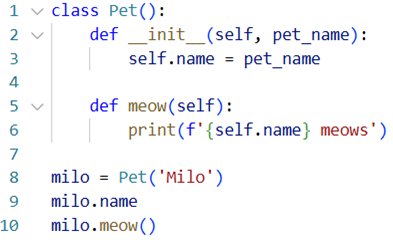 1 class Pet():
2     def __init__(self, pet_name):
3         self.name = pet_name
4
5     def meow(self):
6         print(f'{self.name} meows')
7
8 milo = Pet('Milo')
9 milo.name
10 milo.meow()